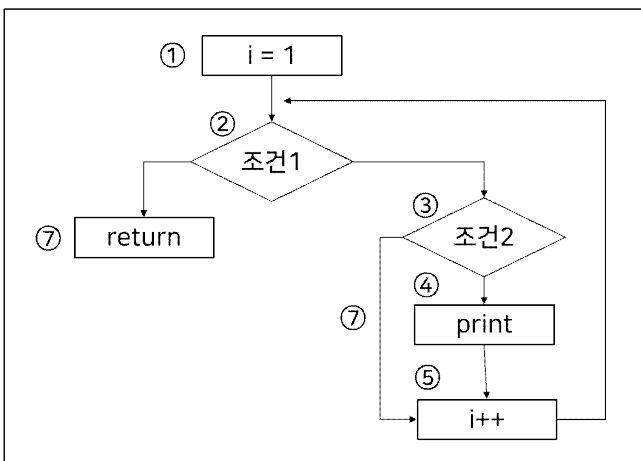 ① i = 1
② 조건1
⑦ return
③ 조건2
④ print
⑦
⑤ i++